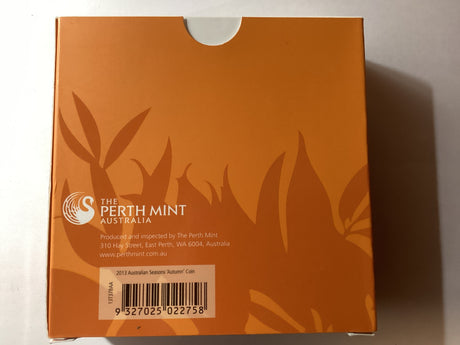 THE
PERTH MINT
AUSTRALIA
Produced and inspected by The Perth Mint
310 Hay Street, East Perth, WA 6004, Australia
www.perthmint.com.au
2013 Australian Seasons 'Autumn' Coin
9 327025 022758